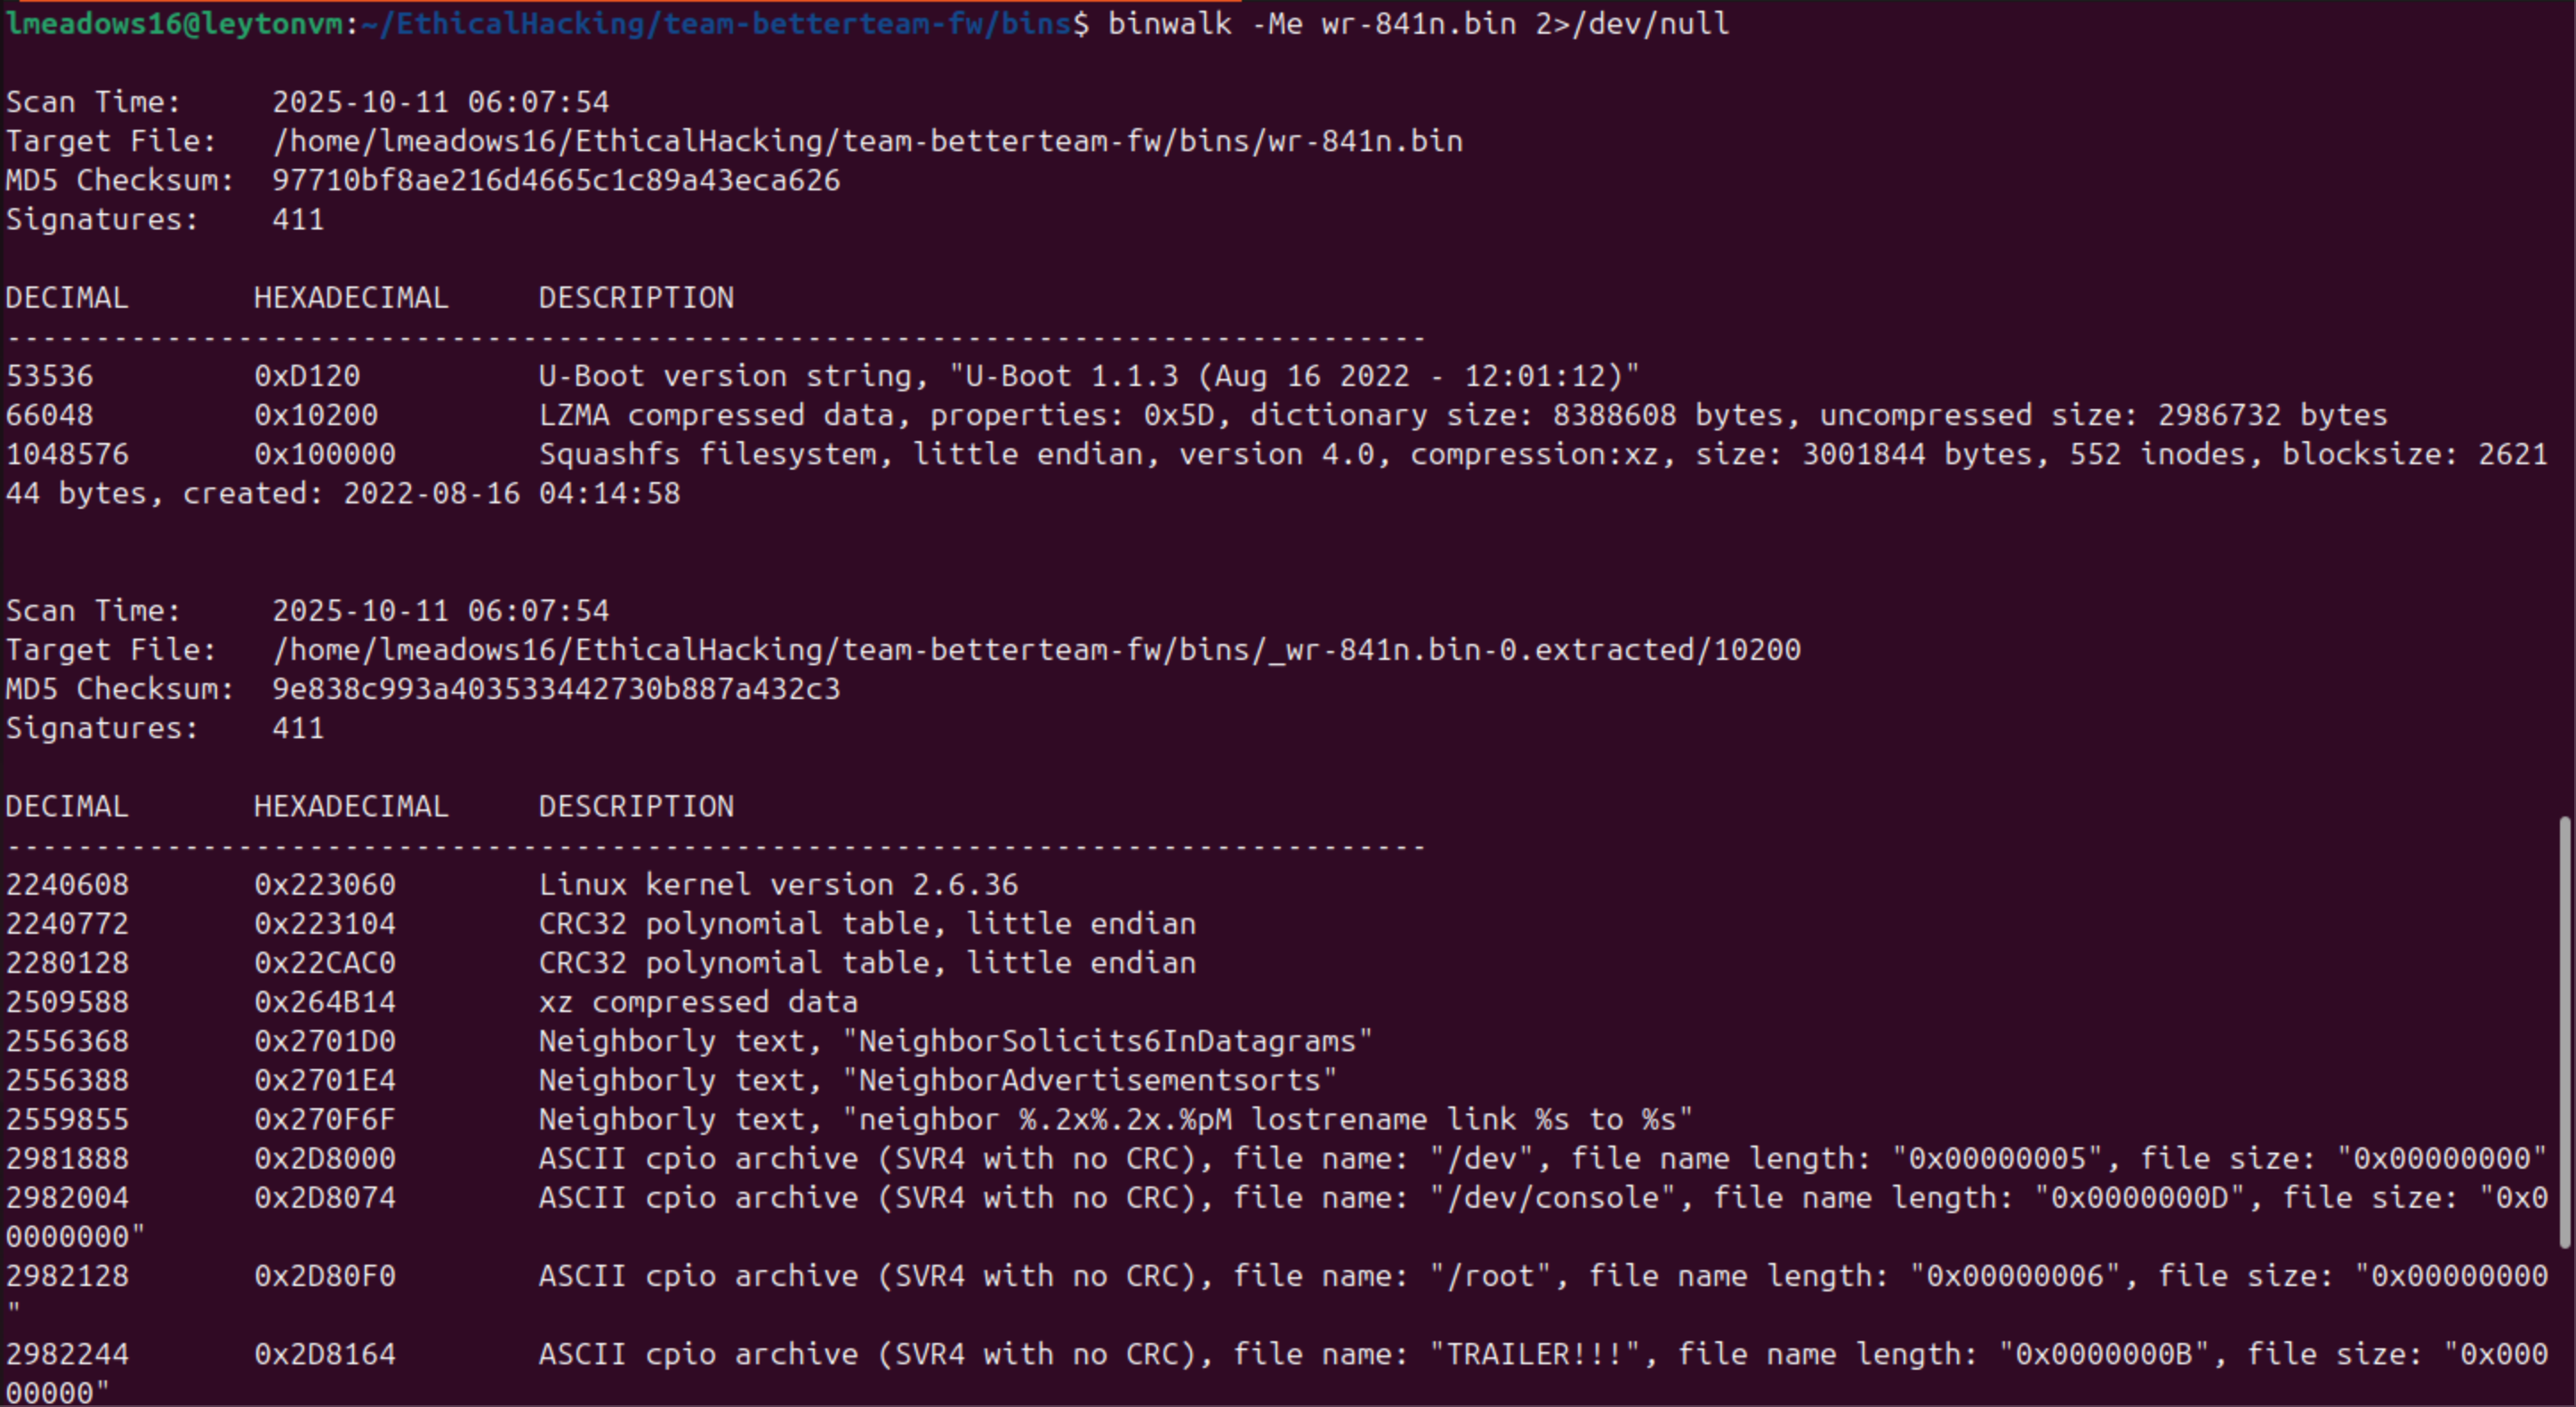 lmeadows16@leytonvm:~/EthicalHacking/team-betterteam-fw/bins$ binwalk -Me wr-841n.bin 2>/dev/null
Scan Time:     2025-10-11 06:07:54
Target File:   /home/lmeadows16/EthicalHacking/team-betterteam-fw/bins/wr-841n.bin
MD5 Checksum:  97710bf8ae216d4665c1c89a43eca626
Signatures:    411
DECIMAL       HEXADECIMAL     DESCRIPTION
--------------------------------------------------------------------------------
53536         0xD120          U-Boot version string, "U-Boot 1.1.3 (Aug 16 2022 - 12:01:12)"
66048         0x10200         LZMA compressed data, properties: 0x5D, dictionary size: 8388608 bytes, uncompressed size: 2986732 bytes
1048576       0x100000        Squashfs filesystem, little endian, version 4.0, compression:xz, size: 3001844 bytes, 552 inodes, blocksize: 2621
44 bytes, created: 2022-08-16 04:14:58
Scan Time:     2025-10-11 06:07:54
Target File:   /home/lmeadows16/EthicalHacking/team-betterteam-fw/bins/_wr-841n.bin-0.extracted/10200
MD5 Checksum:  9e838c993a403533442730b887a432c3
Signatures:    411
DECIMAL       HEXADECIMAL     DESCRIPTION
--------------------------------------------------------------------------------
2240608       0x223060        Linux kernel version 2.6.36
2240772       0x223104        CRC32 polynomial table, little endian
2280128       0x22CAC0        CRC32 polynomial table, little endian
2509588       0x264B14        xz compressed data
2556368       0x2701D0        Neighborly text, "NeighborSolicits6InDatagrams"
2556388       0x2701E4        Neighborly text, "NeighborAdvertisementsorts"
2559855       0x270F6F        Neighborly text, "neighbor %.2x%.2x.%pM lostrename link %s to %s"
2981888       0x2D8000        ASCII cpio archive (SVR4 with no CRC), file name: "/dev", file name length: "0x00000005", file size: "0x00000000"
2982004       0x2D8074        ASCII cpio archive (SVR4 with no CRC), file name: "/dev/console", file name length: "0x0000000D", file size: "0x0
0000000"
2982128       0x2D80F0        ASCII cpio archive (SVR4 with no CRC), file name: "/root", file name length: "0x00000006", file size: "0x00000000
"
2982244       0x2D8164        ASCII cpio archive (SVR4 with no CRC), file name: "TRAILER!!!", file name length: "0x0000000B", file size: "0x000
00000"